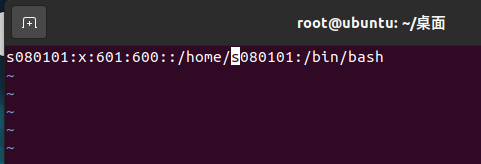 root@ubuntu: ~/桌面
s080101:x:601:600::/home/s080101:/bin/bash
~
~
~
~
~